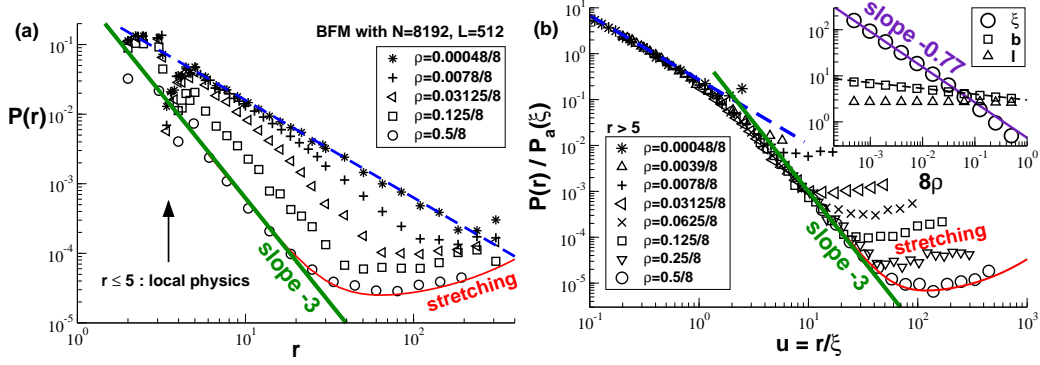 (a)
BFM with N=8192, L=512
ρ=0.00048/8
ρ=0.0078/8
ρ=0.03125/8
ρ=0.125/8
ρ=0.5/8
P(r)
10^-1
10^-2
10^-3
10^-4
10^-5
slope -3
stretching
r ≤ 5 : local physics
10^0
10^1
10^2
r
(b)
P(r) / P_a(ξ)
10^1
10^0
10^-1
10^-2
10^-3
10^-4
10^-5
r > 5
ρ=0.00048/8
ρ=0.0039/8
ρ=0.0078/8
ρ=0.03125/8
ρ=0.0625/8
ρ=0.125/8
ρ=0.25/8
ρ=0.5/8
slope -3
stretching
10^-1
10^0
10^1
10^2
10^3
u = r/ξ
slope -0.77
ξ
b
l
10^2
10^1
10^0
10^-3
10^-2
10^-1
10^0
8ρ